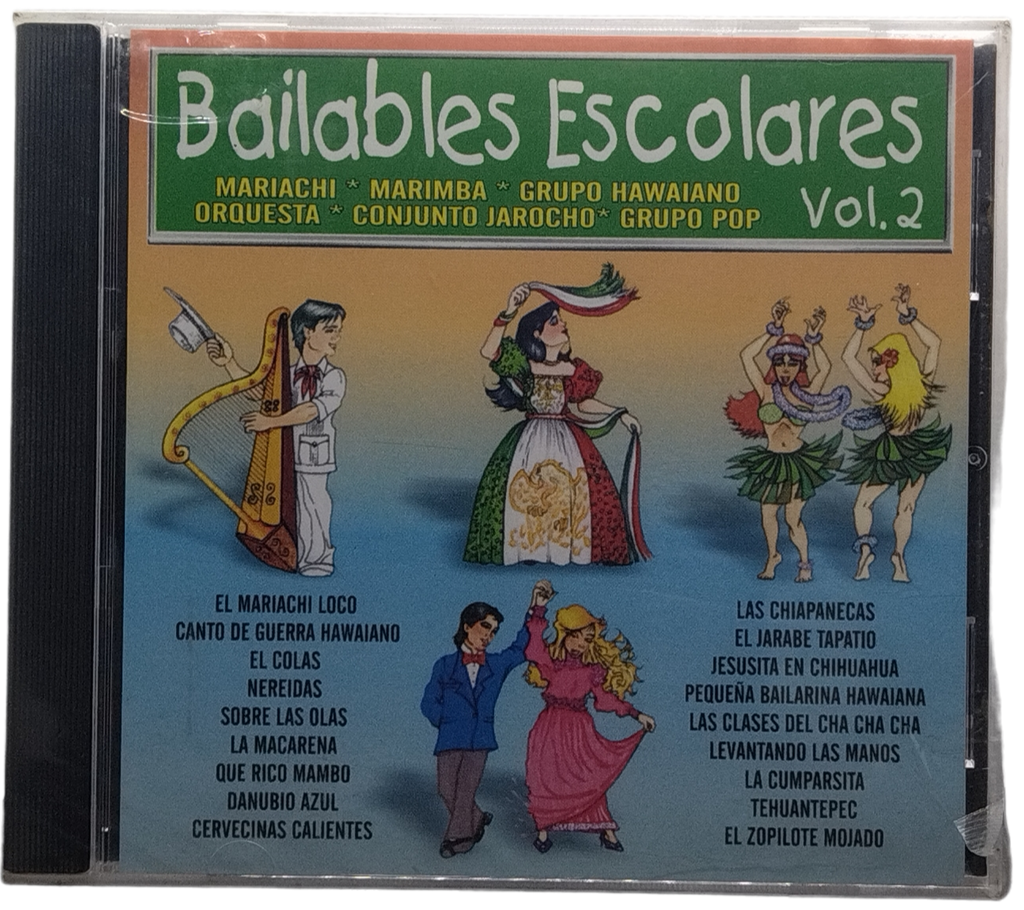 Bailables Escolares
MARIACHI * MARIMBA * GRUPO HAWAIANO
ORQUESTA * CONJUNTO JAROCHO* GRUPO POP
Vol.2
EL MARIACHI LOCO
CANTO DE GUERRA HAWAIANO
EL COLAS
NEREIDAS
SOBRE LAS OLAS
LA MACARENA
QUE RICO MAMBO
DANUBIO AZUL
CERVECINAS CALIENTES
LAS CHIAPANECAS
EL JARABE TAPATIO
JESUSITA EN CHIHUAHUA
PEQUEÑA BAILARINA HAWAIANA
LAS CLASES DEL CHA CHA CHA
LEVANTANDO LAS MANOS
LA CUMPARSITA
TEHUANTEPEC
EL ZOPILOTE MOJADO